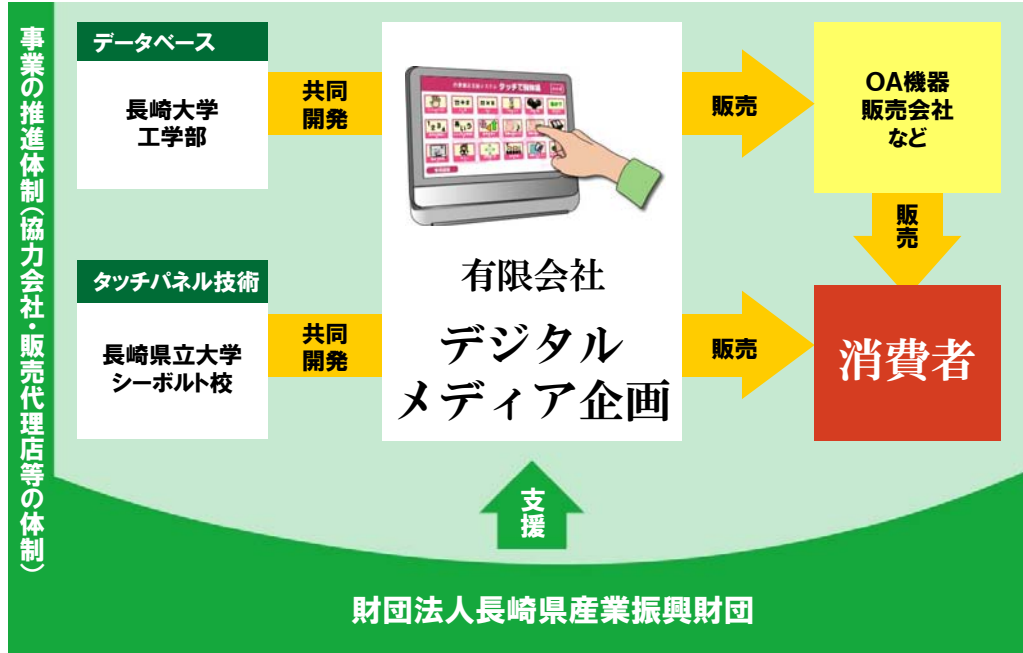 事業の推進体制(協力会社・販売代理店等の体制)
データベース
長崎大学
工学部
共同
開発
タッチで
販売
OA機器
販売会社
など
販売
タッチパネル技術
長崎県立大学
シーボルト校
共同
開発
有限会社
デジタル
メディア企画
販売
消費者
支援
財団法人長崎県産業振興財団